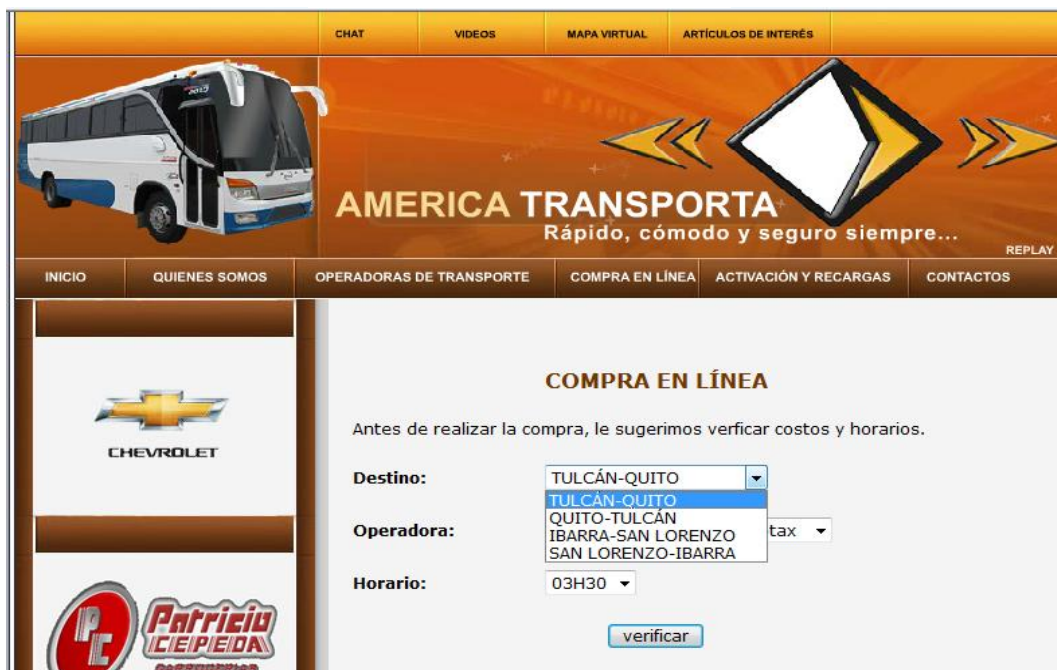 CHAT VIDEOS MAPA VIRTUAL ARTÍCULOS DE INTERÉS
AMERICA TRANSPORTA
Rápido, cómodo y seguro siempre...
REPLAY
INICIO QUIENES SOMOS OPERADORAS DE TRANSPORTE COMPRA EN LÍNEA ACTIVACIÓN Y RECARGAS CONTACTOS
CHEVROLET
COMPRA EN LÍNEA
Antes de realizar la compra, le sugerimos verficar costos y horarios.
Destino: TULCÁN-QUITO
TULCÁN-QUITO
QUITO-TULCÁN
Operadora: tax
IBARRA-SAN LORENZO
SAN LORENZO-IBARRA
Horario: 03H30
verificar
PC
Patricio
CEPEDA